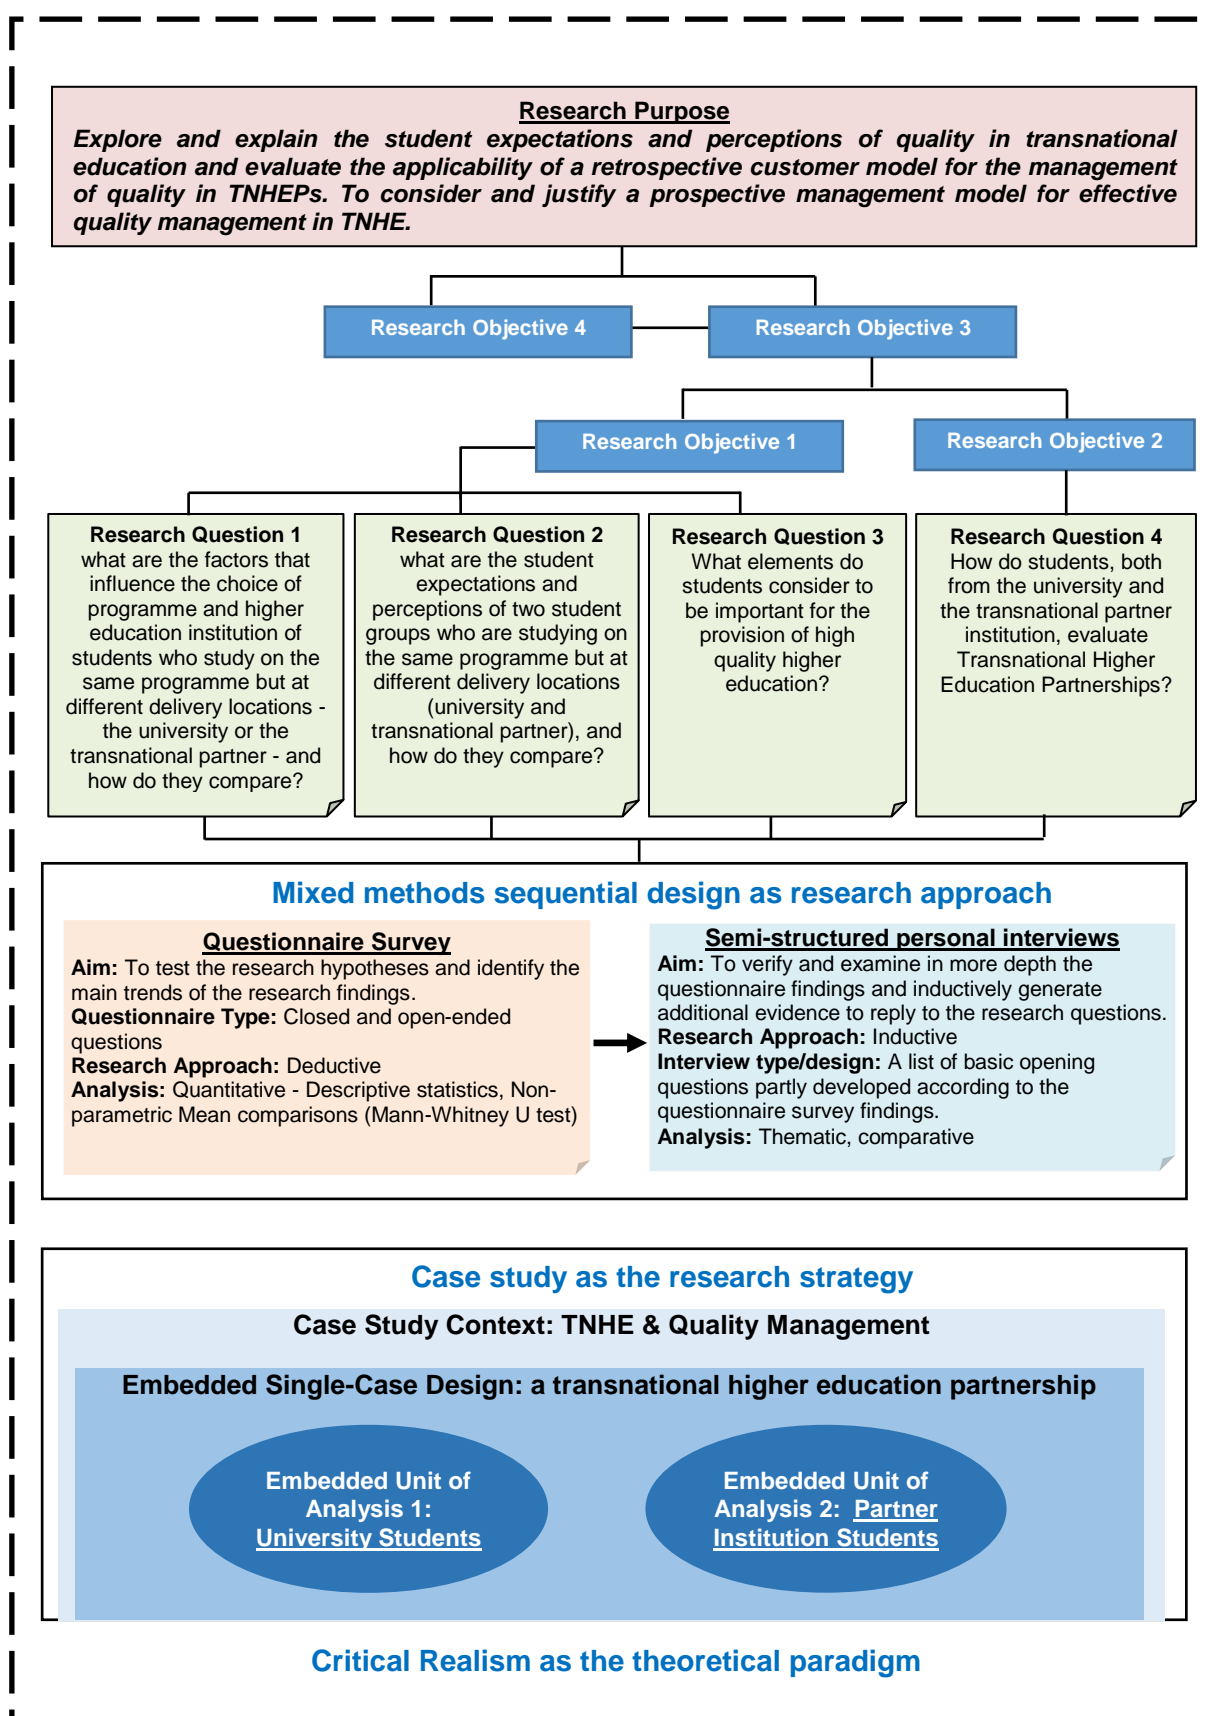 Research Purpose
Explore and explain the student expectations and perceptions of quality in transnational
education and evaluate the applicability of a retrospective customer model for the management
of quality in TNHEPs. To consider and justify a prospective management model for effective
quality management in TNHE.
Research Objective 4
Research Objective 3
Research Objective 1
Research Objective 2
Research Question 1
what are the factors that
influence the choice of
programme and higher
education institution of
students who study on the
same programme but at
different delivery locations -
the university or the
transnational partner - and
how do they compare?
Research Question 2
what are the student
expectations and
perceptions of two student
groups who are studying on
the same programme but at
different delivery locations
(university and
transnational partner), and
how do they compare?
Research Question 3
What elements do
students consider to
be important for the
provision of high
quality higher
education?
Research Question 4
How do students, both
from the university and
the transnational partner
institution, evaluate
Transnational Higher
Education Partnerships?
Mixed methods sequential design as research approach
Questionnaire Survey
Aim: To test the research hypotheses and identify the
main trends of the research findings.
Questionnaire Type: Closed and open-ended
questions
Research Approach: Deductive
Analysis: Quantitative - Descriptive statistics, Non-
parametric Mean comparisons (Mann-Whitney U test)
Semi-structured personal interviews
Aim: To verify and examine in more depth the
questionnaire findings and inductively generate
additional evidence to reply to the research questions.
Research Approach: Inductive
Interview type/design: A list of basic opening
questions partly developed according to the
questionnaire survey findings.
Analysis: Thematic, comparative
Case study as the research strategy
Case Study Context: TNHE & Quality Management
Embedded Single-Case Design: a transnational higher education partnership
Embedded Unit of
Analysis 1:
University Students
Embedded Unit of
Analysis 2: Partner
Institution Students
Critical Realism as the theoretical paradigm